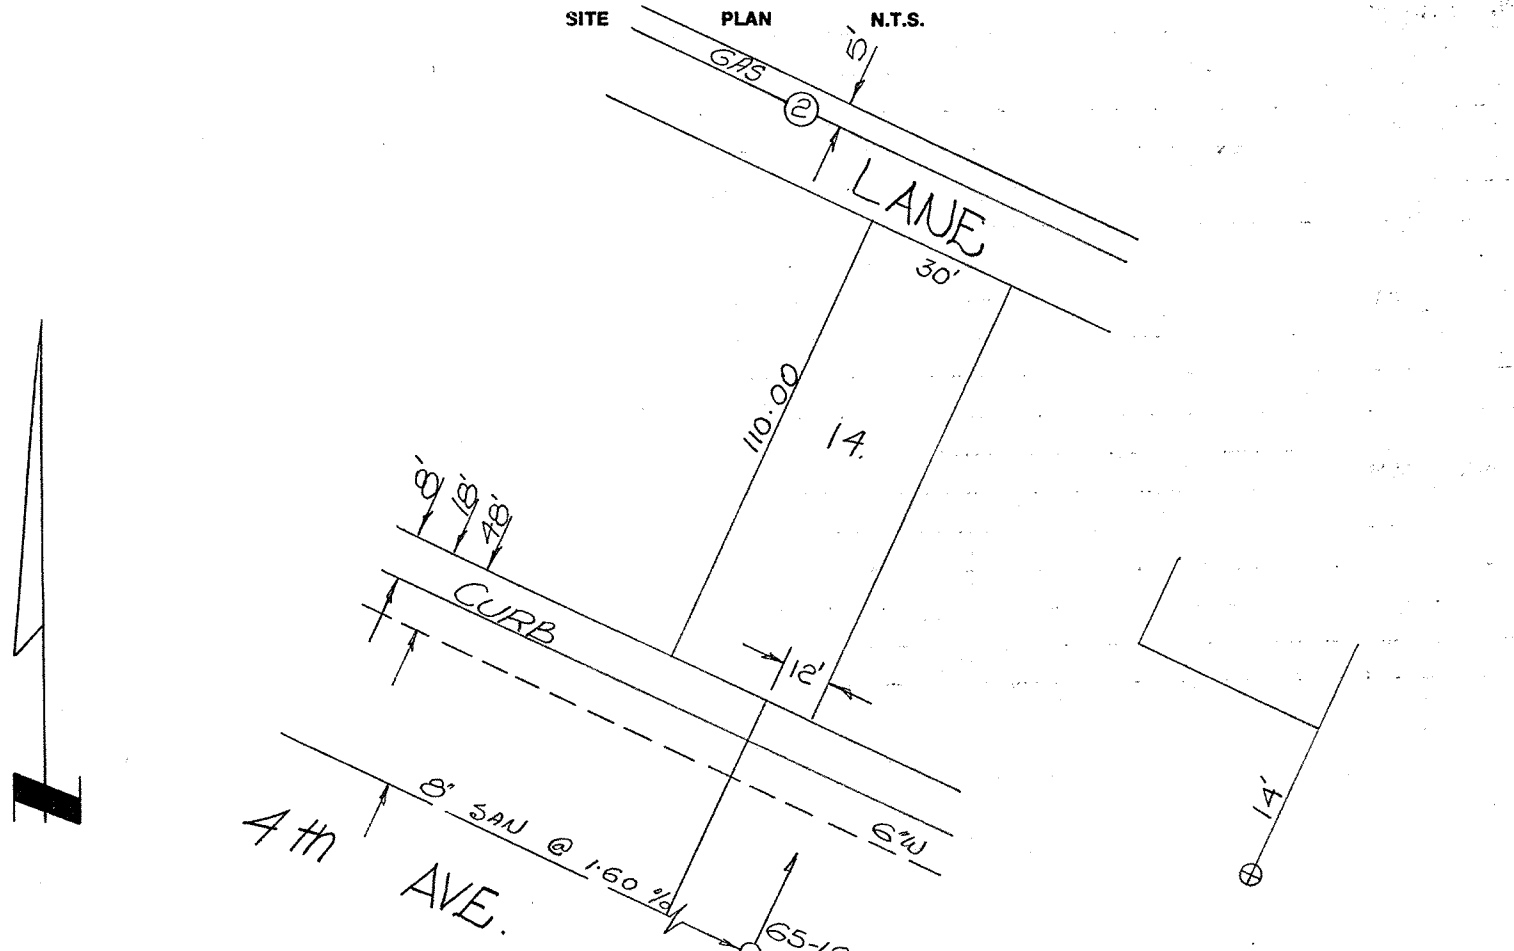 SITE PLAN N.T.S.
5'
GAS
2
LANE
30'
110.00
14.
8'
18'
48'
CURB
12'
14'
6"W
8" SAN @ 1.60 %
4th
AVE.